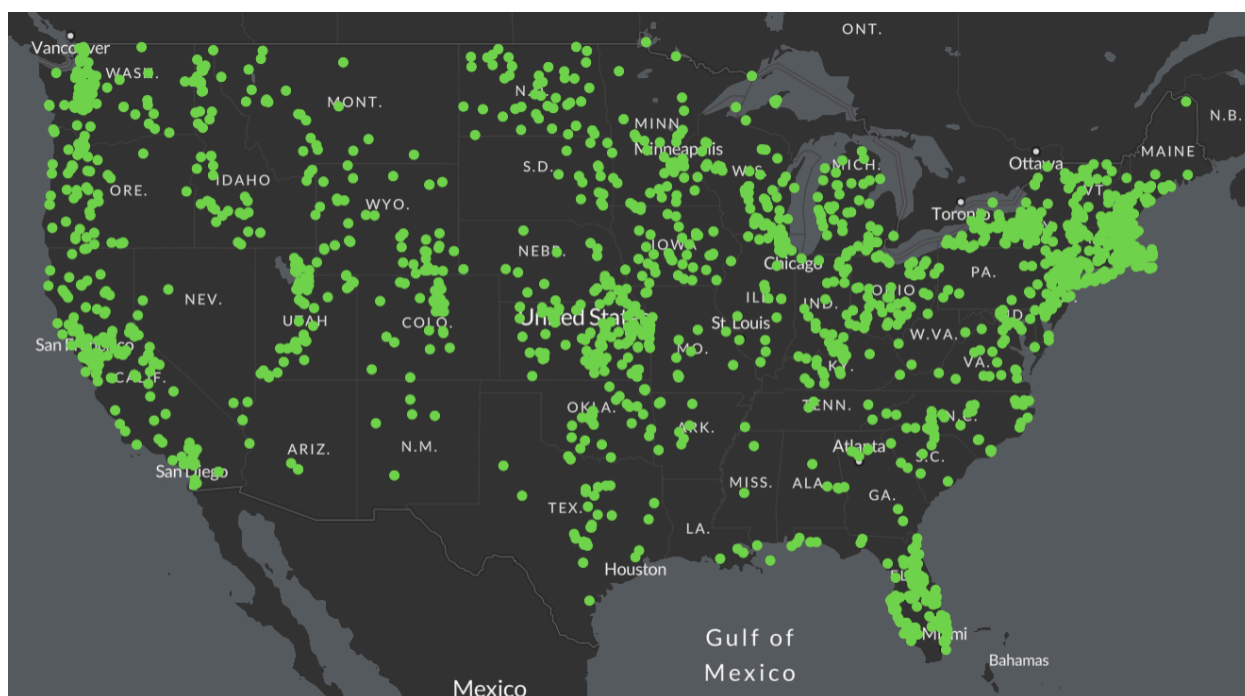 ONT.
Vancouver
WASH.
MONT.
N.B.
MINN
Minneapolis
Ottawa
MAINE
S.D.
WIS
MICH.
VT
ORE.
IDAHO
WYO.
Toronto
NEBR.
IOWA
Chicago
PA.
NEV.
UTAH
COLO.
United States
ILL
IND.
OHIO
St. Louis
MO.
W.VA.
San Francisco
CALIF.
KY.
VA.
OKLA.
TENN.
N.C.
ARIZ.
N.M.
ARK.
Atlanta
San Diego
S.C.
MISS.
ALA
GA.
TEX.
LA.
Houston
Gulf of
Mexico
Miami
Bahamas
Mexico